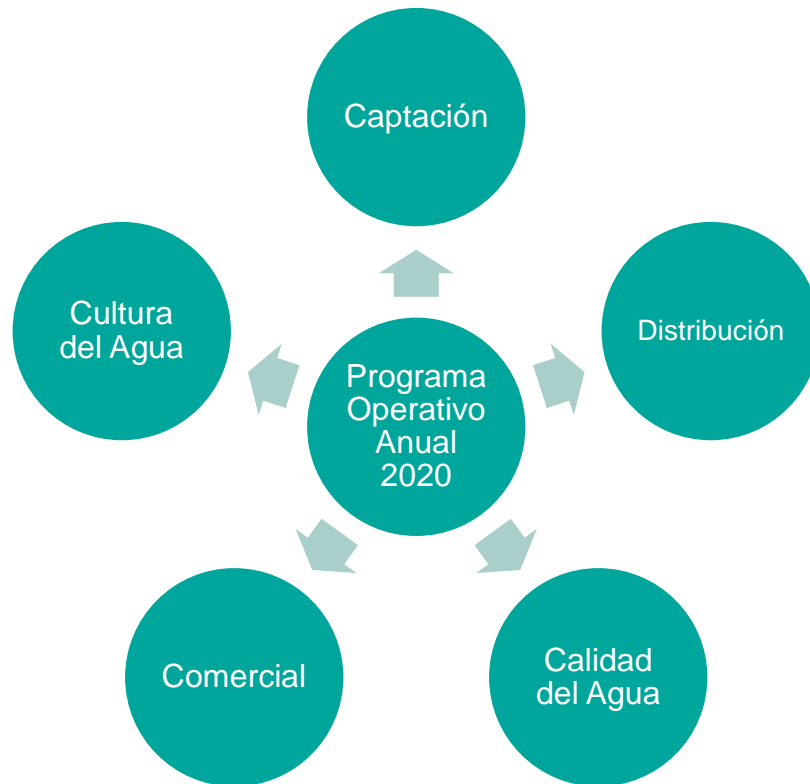 Captación
Cultura
del Agua
Distribución
Programa
Operativo
Anual
2020
Comercial
Calidad
del Agua